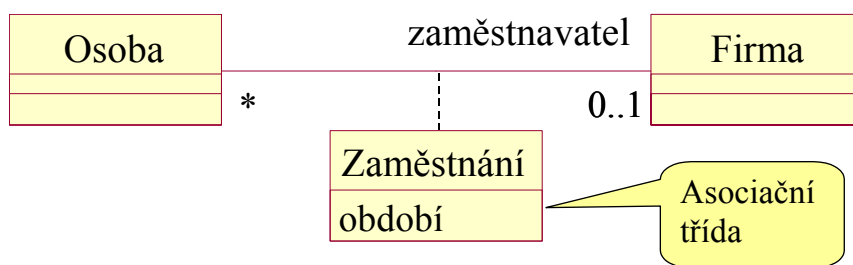 Osoba
zaměstnavatel
Firma
*
0..1
Zaměstnání
období
Asociační
třída